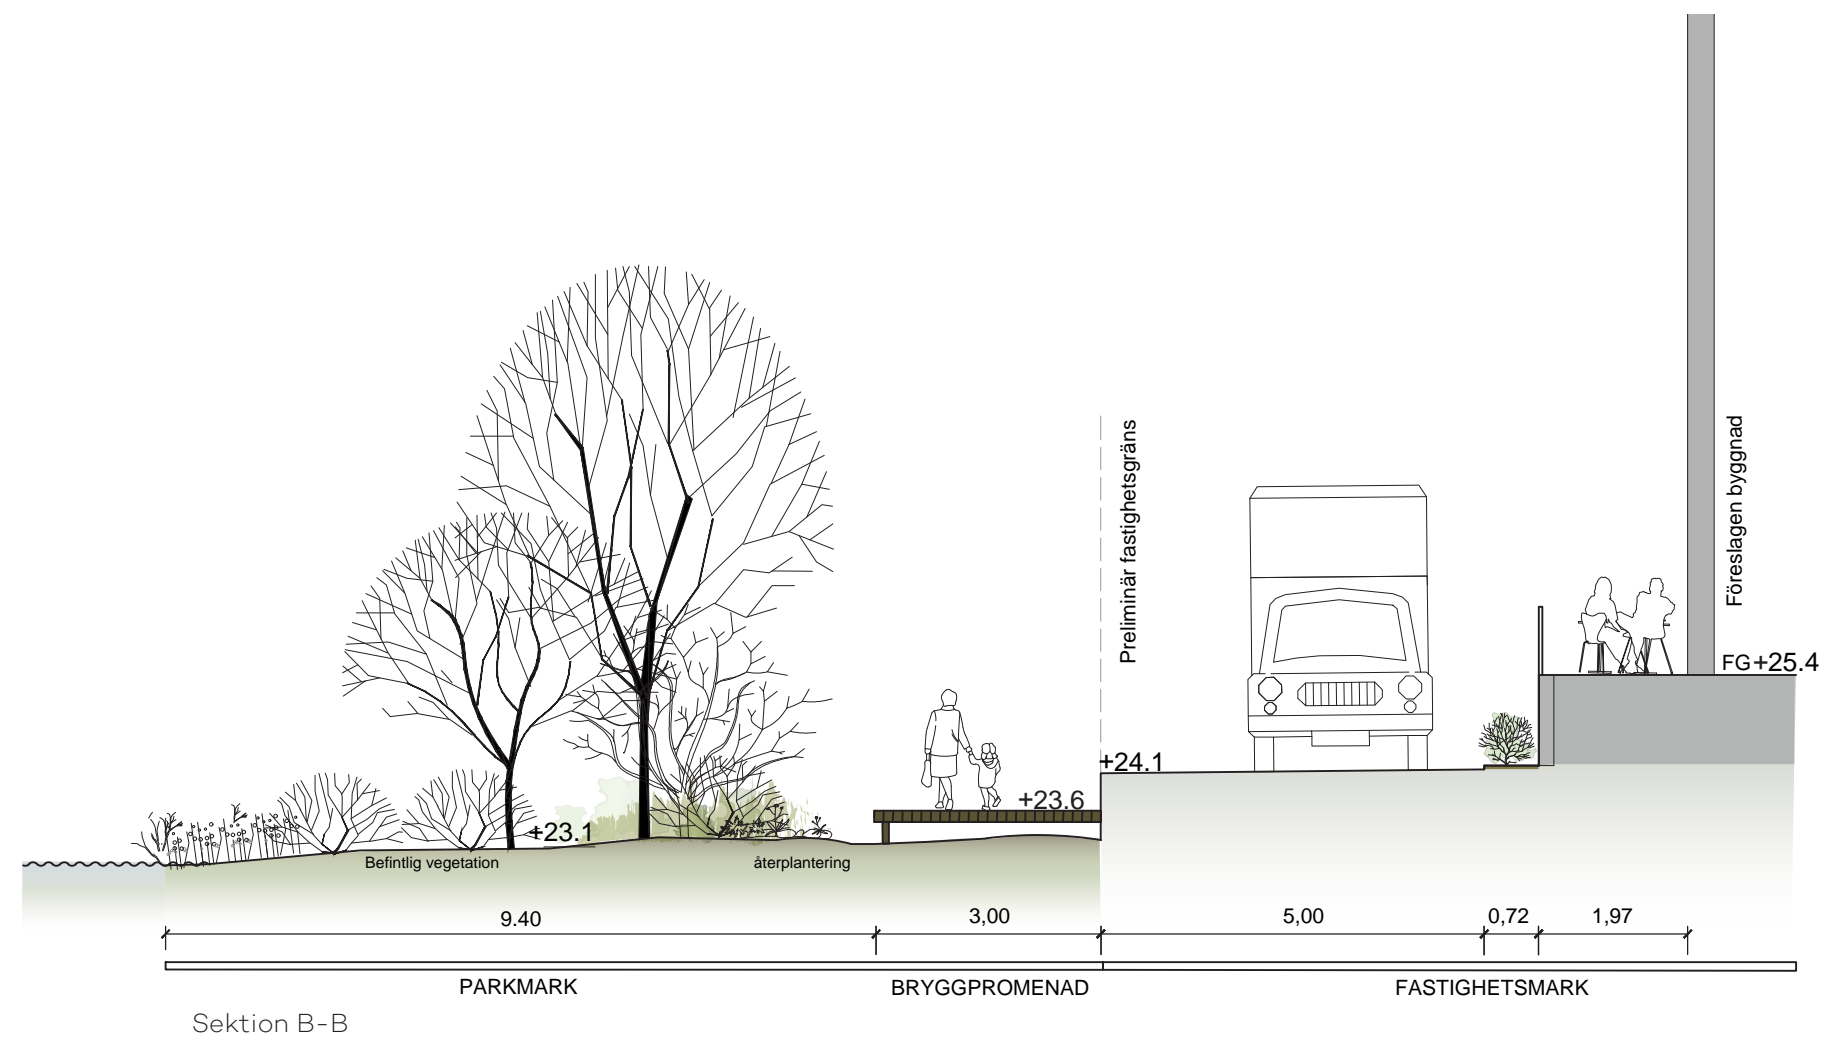 Preliminär fastighetsgräns
Föreslagen byggnad
FG+25.4
+24.1
+23.6
+23.1
Befintlig vegetation
återplantering
9.40
3,00
5,00
0,72
1,97
PARKMARK
BRYGGPROMENAD
FASTIGHETSMARK
Sektion B-B